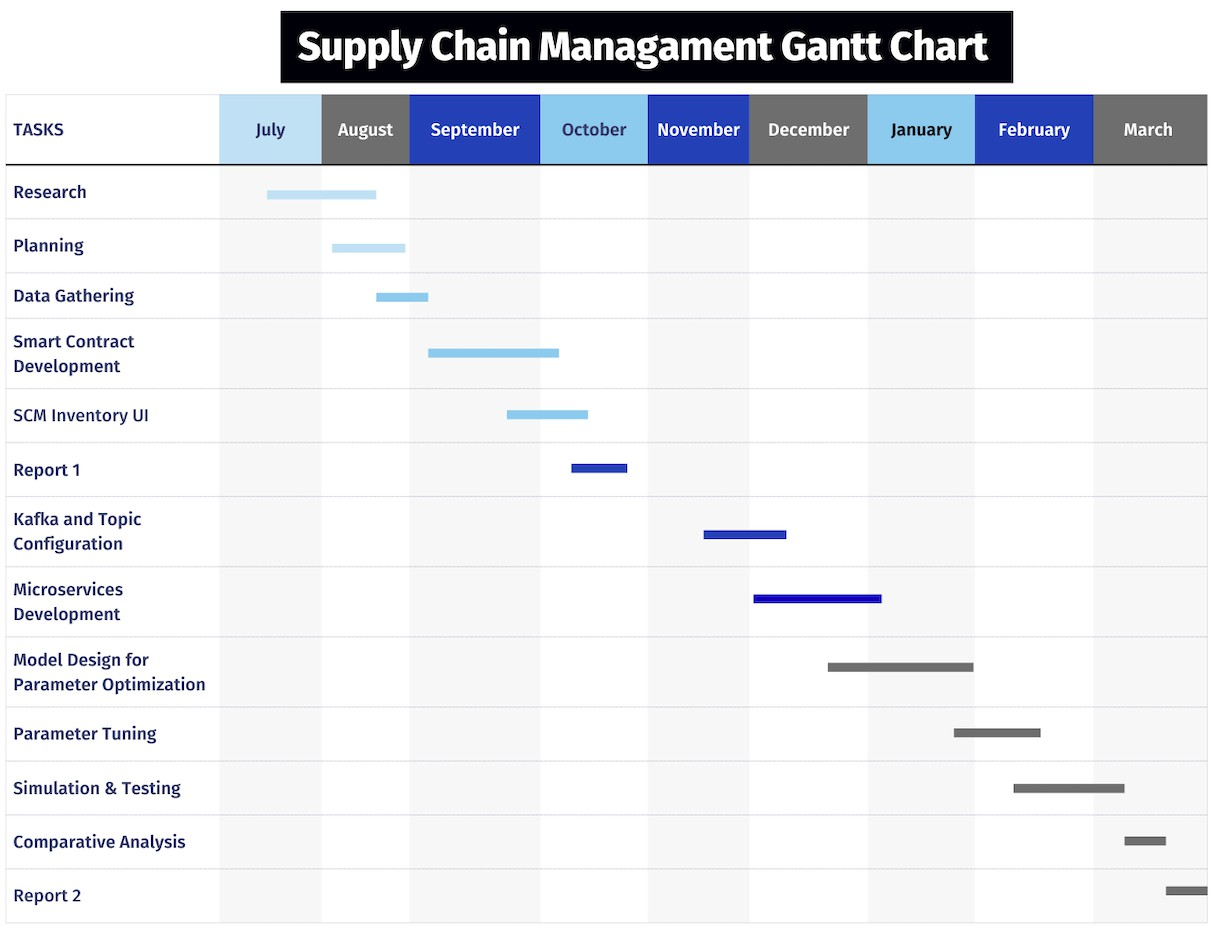 Supply Chain Managament Gantt Chart
TASKS July August September October November December January February March
Research
Planning
Data Gathering
Smart Contract
Development
SCM Inventory UI
Report 1
Kafka and Topic
Configuration
Microservices
Development
Model Design for
Parameter Optimization
Parameter Tuning
Simulation & Testing
Comparative Analysis
Report 2